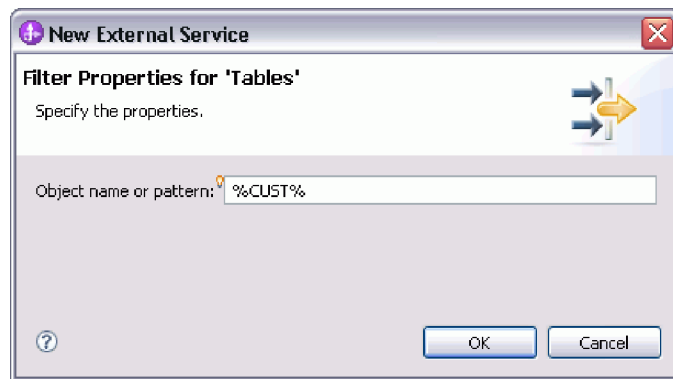 New External Service
Filter Properties for 'Tables'
Specify the properties.
Object name or pattern: %CUST%
?
OK Cancel